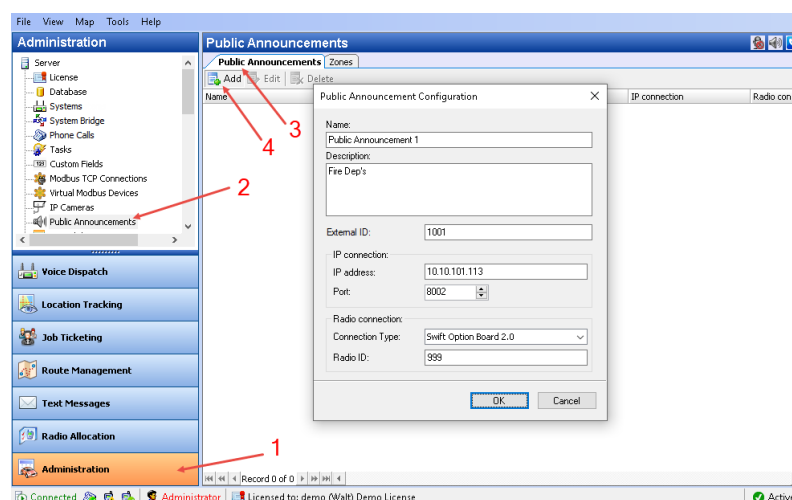 File View Map Tools Help
Administration
Public Announcements
Server
License
Database
Systems
System Bridge
Phone Calls
Tasks
Custom Fields
Modbus TCP Connections
Virtual Modbus Devices
IP Cameras
Public Announcements
Voice Dispatch
Location Tracking
Job Ticketing
Route Management
Text Messages
Radio Allocation
Administration
Public Announcements Zones
Add Edit Delete
Name IP connection Radio con
Public Announcement Configuration
Name:
Public Announcement 1
Description:
Fire Dep's
External ID: 1001
IP connection:
IP address: 10.10.101.113
Port: 8002
Radio connection:
Connection Type: Swift Option Board 2.0
Radio ID: 999
OK Cancel
1
2
3
4
Record 0 of 0
Connected Administrator Licensed to: demo (Walt) Demo License Active